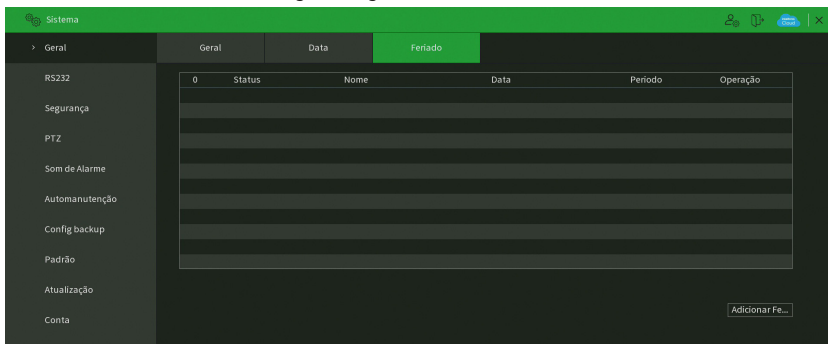 Sistema
Geral
Geral Data Feriado
RS232
0 Status Nome Data Período Operação
Segurança
PTZ
Som de Alarme
Automanutenção
Config backup
Padrão
Atualização
Adicionar Fe...
Conta